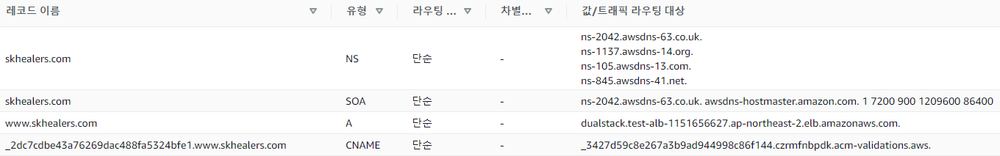 레코드 이름 유형 라우팅 ... 차별... 값/트래픽 라우팅 대상
skhealers.com NS 단순 - ns-2042.awsdns-63.co.uk.
ns-1137.awsdns-14.org.
ns-105.awsdns-13.com.
ns-845.awsdns-41.net.
skhealers.com SOA 단순 - ns-2042.awsdns-63.co.uk. awsdns-hostmaster.amazon.com. 1 7200 900 1209600 86400
www.skhealers.com A 단순 - dualstack.test-alb-1151656627.ap-northeast-2.elb.amazonaws.com.
_2dc7cdbe43a76269dac488fa5324bfe1.www.skhealers.com CNAME 단순 - _3427d59c8e267a3b9ad944998c86f144.czrmfnbpdk.acm-validations.aws.